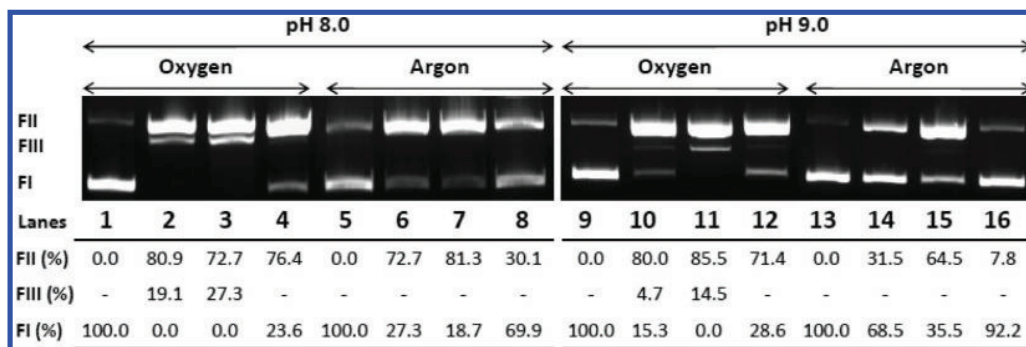 pH 8.0 pH 9.0
Oxygen Argon Oxygen Argon
FII
FIII
FI
Lanes 1 2 3 4 5 6 7 8 9 10 11 12 13 14 15 16
FII (%) 0.0 80.9 72.7 76.4 0.0 72.7 81.3 30.1 0.0 80.0 85.5 71.4 0.0 31.5 64.5 7.8
FIII (%) - 19.1 27.3 - - - - - - 4.7 14.5 - - - - -
FI (%) 100.0 0.0 0.0 23.6 100.0 27.3 18.7 69.9 100.0 15.3 0.0 28.6 100.0 68.5 35.5 92.2